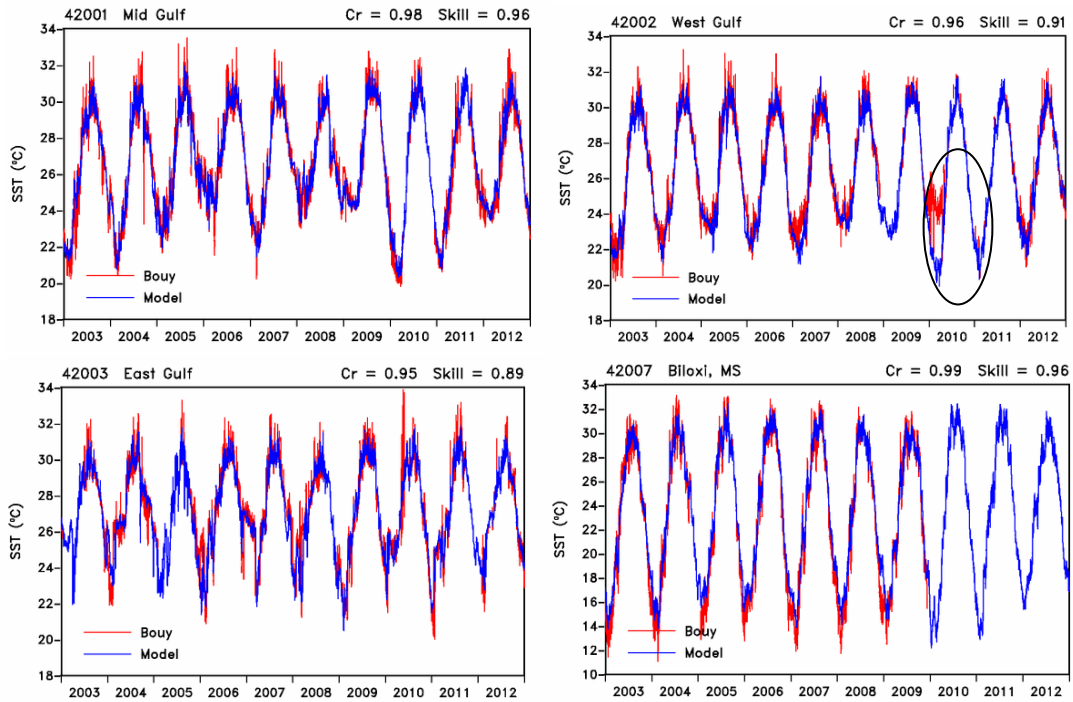 42001 Mid Gulf Cr = 0.98 Skill = 0.96
34
32
30
28
26
24
22
20
18
SST (°C)
Bouy
Model
2003 2004 2005 2006 2007 2008 2009 2010 2011 2012
42002 West Gulf Cr = 0.96 Skill = 0.91
34
32
30
28
26
24
22
20
18
SST (°C)
Bouy
Model
2003 2004 2005 2006 2007 2008 2009 2010 2011 2012
42003 East Gulf Cr = 0.95 Skill = 0.89
34
32
30
28
26
24
22
20
18
SST (°C)
Bouy
Model
2003 2004 2005 2006 2007 2008 2009 2010 2011 2012
42007 Biloxi, MS Cr = 0.99 Skill = 0.96
34
32
30
28
26
24
22
20
18
16
14
12
10
SST (°C)
Bouy
Model
2003 2004 2005 2006 2007 2008 2009 2010 2011 2012